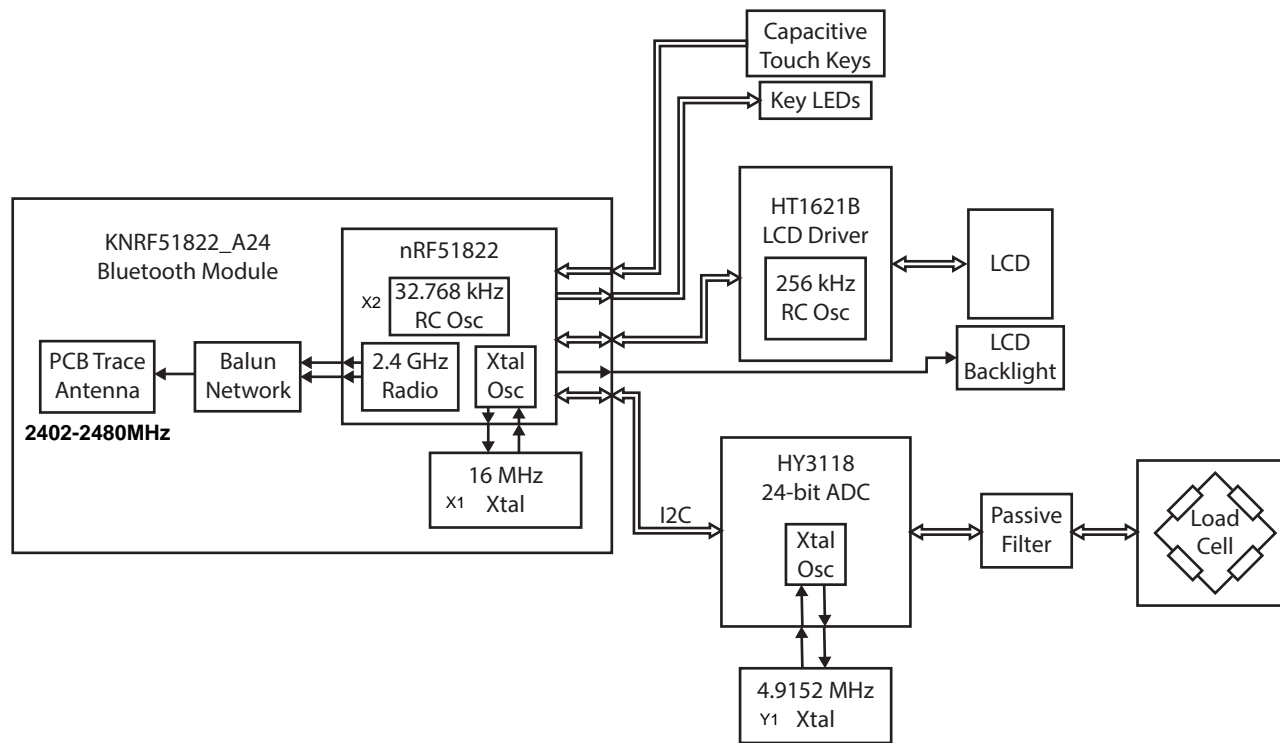 Capacitive
Touch Keys
Key LEDs
KNRF51822_A24
Bluetooth Module
nRF51822
X2
32.768 kHz
RC Osc
2.4 GHz
Radio
Xtal
Osc
Balun
Network
PCB Trace
Antenna
2402-2480MHz
16 MHz
X1 Xtal
HT1621B
LCD Driver
256 kHz
RC Osc
LCD
LCD
Backlight
I2C
HY3118
24-bit ADC
Xtal
Osc
Passive
Filter
Load
Cell
4.9152 MHz
Y1 Xtal